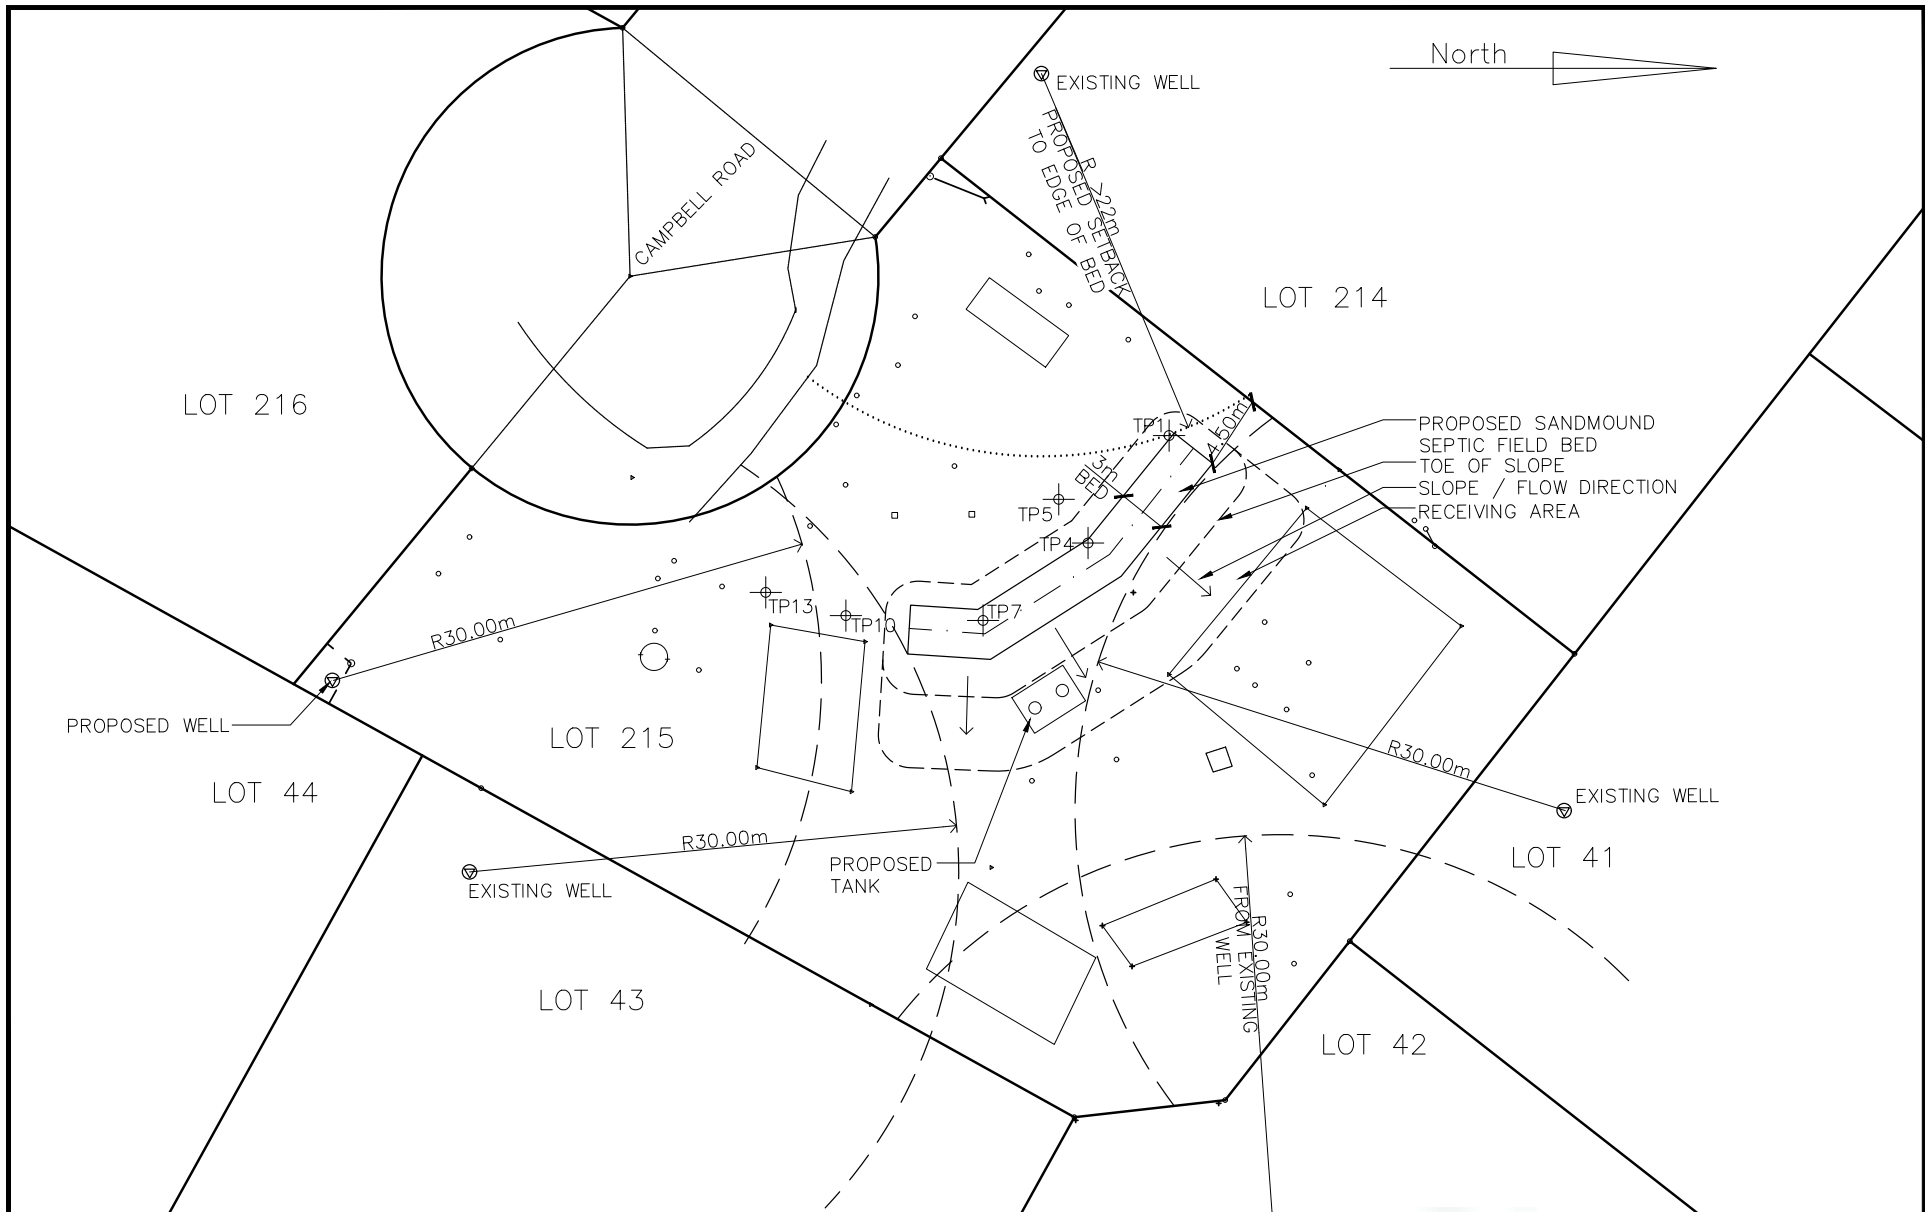 North
EXISTING WELL
R >22m
PROPOSED SETBACK
TO EDGE OF BED
CAMPBELL ROAD
LOT 214
LOT 216
TP1
4.50m
PROPOSED SANDMOUND
SEPTIC FIELD BED
TOE OF SLOPE
SLOPE / FLOW DIRECTION
RECEIVING AREA
3m
BED
TP5
TP4
TP13
TP10
TP7
R30.00m
PROPOSED WELL
LOT 215
LOT 44
R30.00m
EXISTING WELL
LOT 41
R30.00m
EXISTING WELL
PROPOSED
TANK
R30.00m
FROM EXISTING
WELL
LOT 43
LOT 42